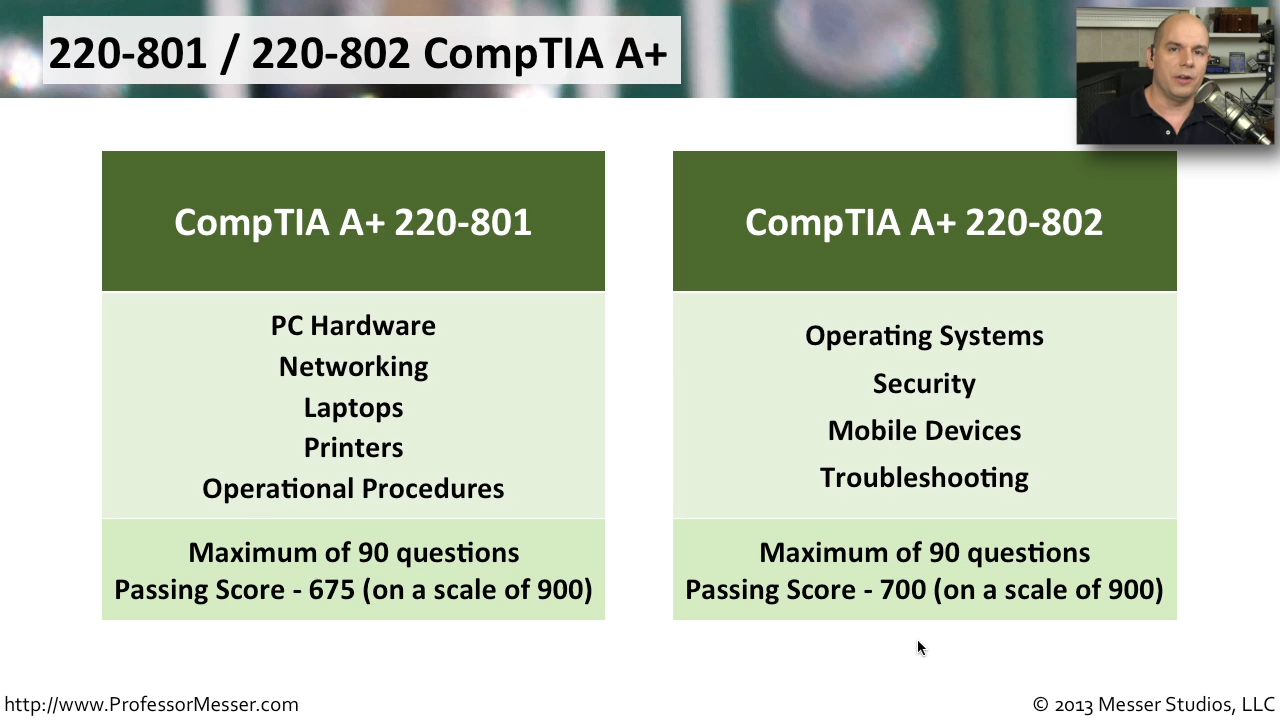 220-801 / 220-802 CompTIA A+
CompTIA A+ 220-801
PC Hardware
Networking
Laptops
Printers
Operational Procedures
Maximum of 90 questions
Passing Score - 675 (on a scale of 900)
CompTIA A+ 220-802
Operating Systems
Security
Mobile Devices
Troubleshooting
Maximum of 90 questions
Passing Score - 700 (on a scale of 900)
http://www.ProfessorMesser.com
© 2013 Messer Studios, LLC